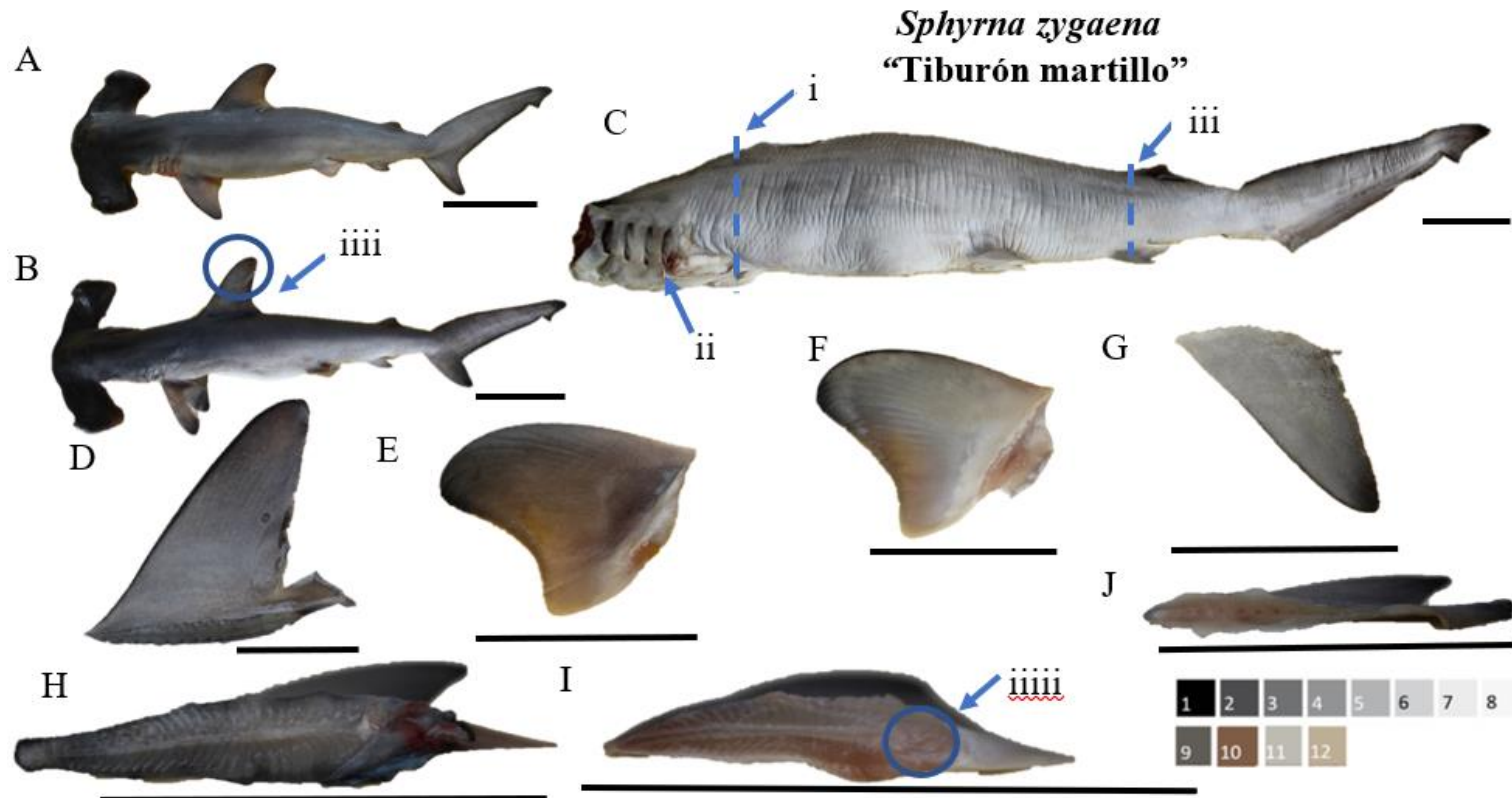 Sphyrna zygaena
“Tiburón martillo”
A
i
C
iii
B
iiii
ii
D
E
F
G
H
I
iiiii
J
1 2 3 4 5 6 7 8
9 10 11 12